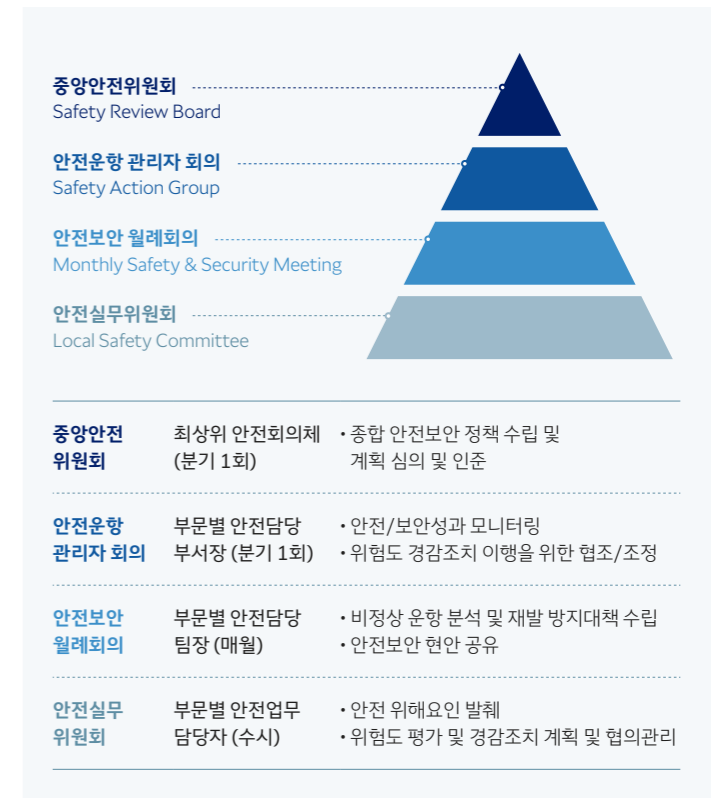 중앙안전위원회
Safety Review Board
안전운항 관리자 회의
Safety Action Group
안전보안 월례회의
Monthly Safety & Security Meeting
안전실무위원회
Local Safety Committee
중앙안전 최상위 안전회의체 • 종합 안전보안 정책 수립 및
위원회 (분기 1회) 계획 심의 및 인준
안전운항 부문별 안전담당 • 안전/보안성과 모니터링
관리자 회의 부서장 (분기 1회) • 위험도 경감조치 이행을 위한 협조/조정
안전보안 부문별 안전담당 • 비정상 운항 분석 및 재발 방지대책 수립
월례회의 팀장 (매월) • 안전보안 현안 공유
안전실무 부문별 안전업무 • 안전 위해요인 발췌
위원회 담당자 (수시) • 위험도 평가 및 경감조치 계획 및 협의관리